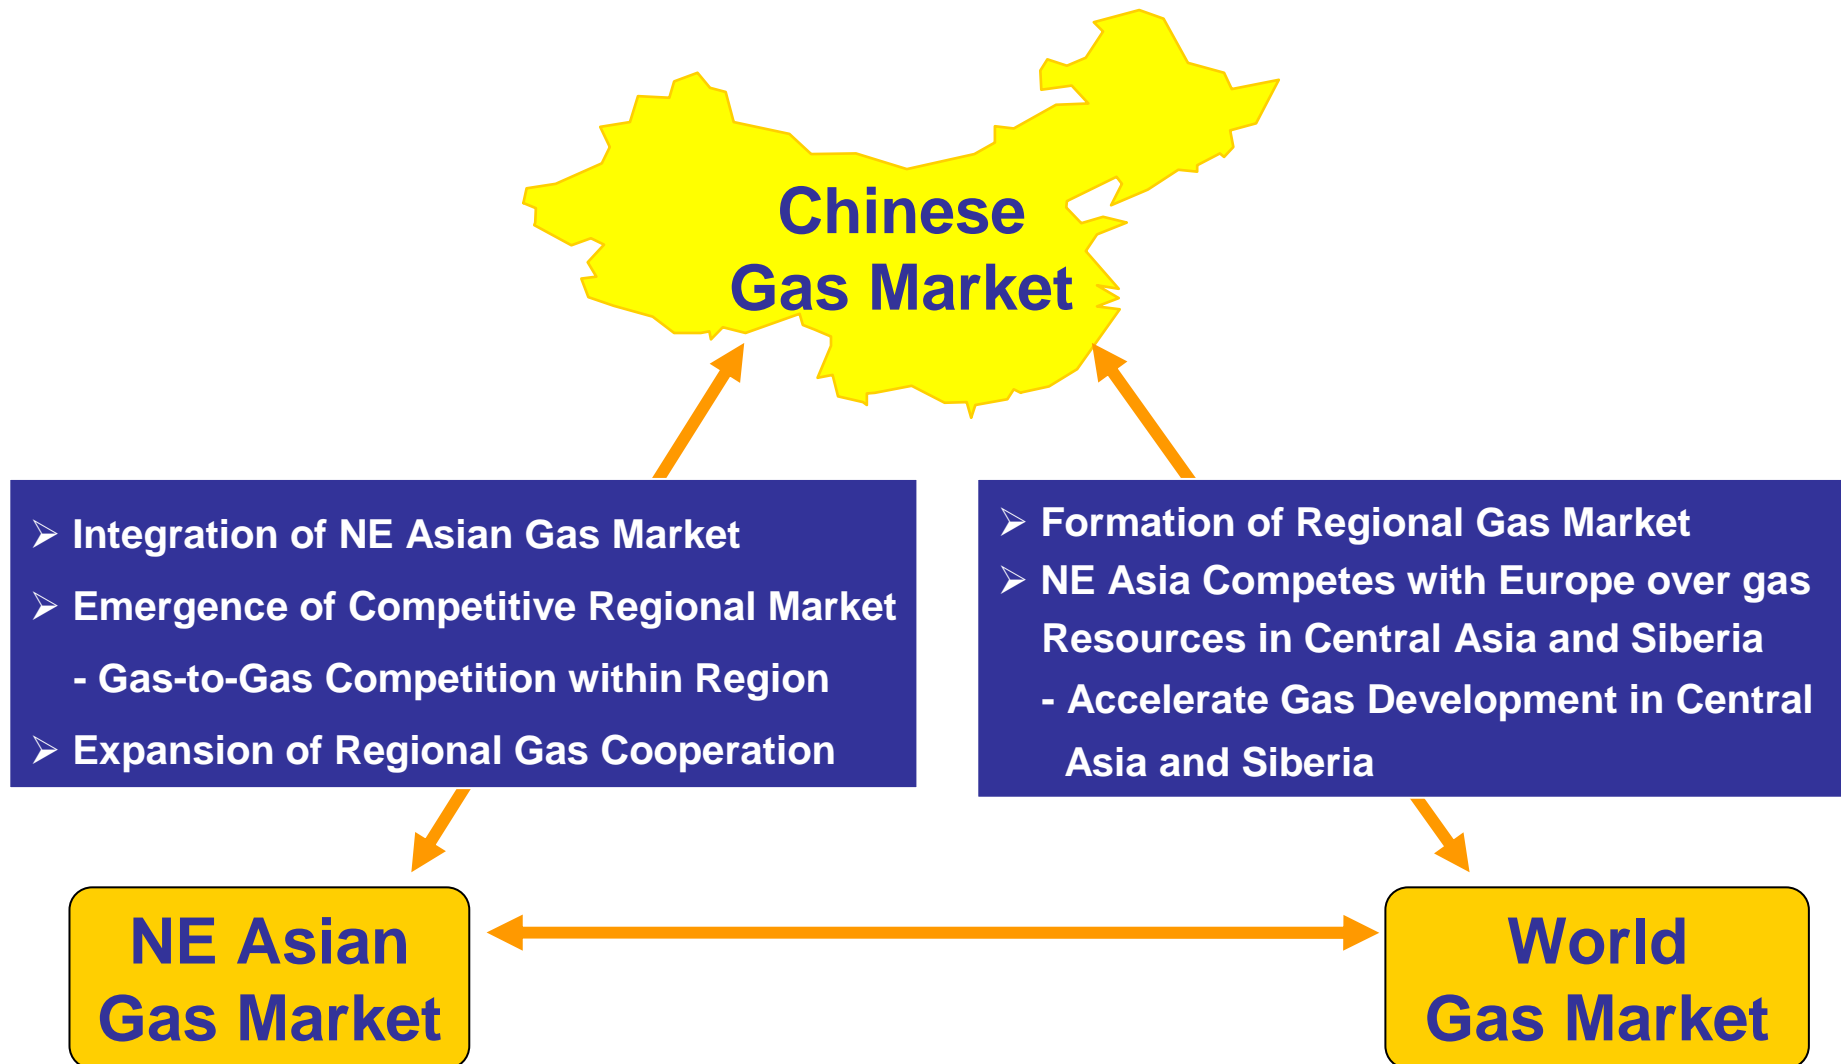 Chinese
Gas Market
➢ Integration of NE Asian Gas Market
➢ Emergence of Competitive Regional Market
- Gas-to-Gas Competition within Region
➢ Expansion of Regional Gas Cooperation
➢ Formation of Regional Gas Market
➢ NE Asia Competes with Europe over gas
Resources in Central Asia and Siberia
- Accelerate Gas Development in Central
Asia and Siberia
NE Asian
Gas Market
World
Gas Market